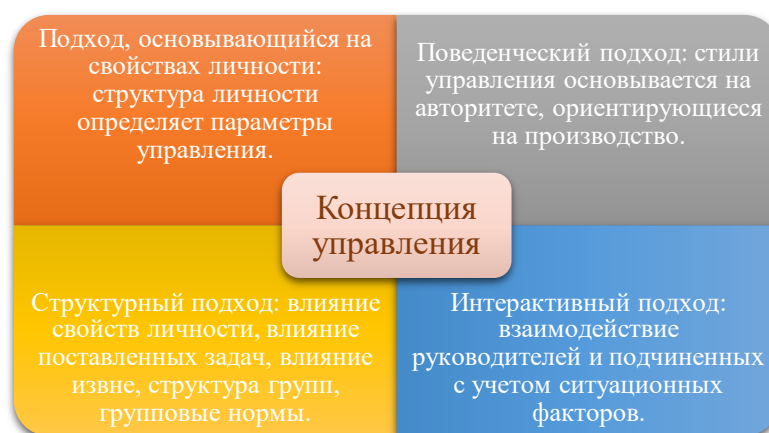 Подход, основывающийся на
свойствах личности:
структура личности
определяет параметры
управления.
Поведенческий подход: стили
управления основывается на
авторитете, ориентирующиеся
на производство.
Концепция
управления
Структурный подход: влияние
свойств личности, влияние
поставленных задач, влияние
извне, структура групп,
групповые нормы.
Интерактивный подход:
взаимодействие
руководителей и подчиненных
с учетом ситуационных
факторов.